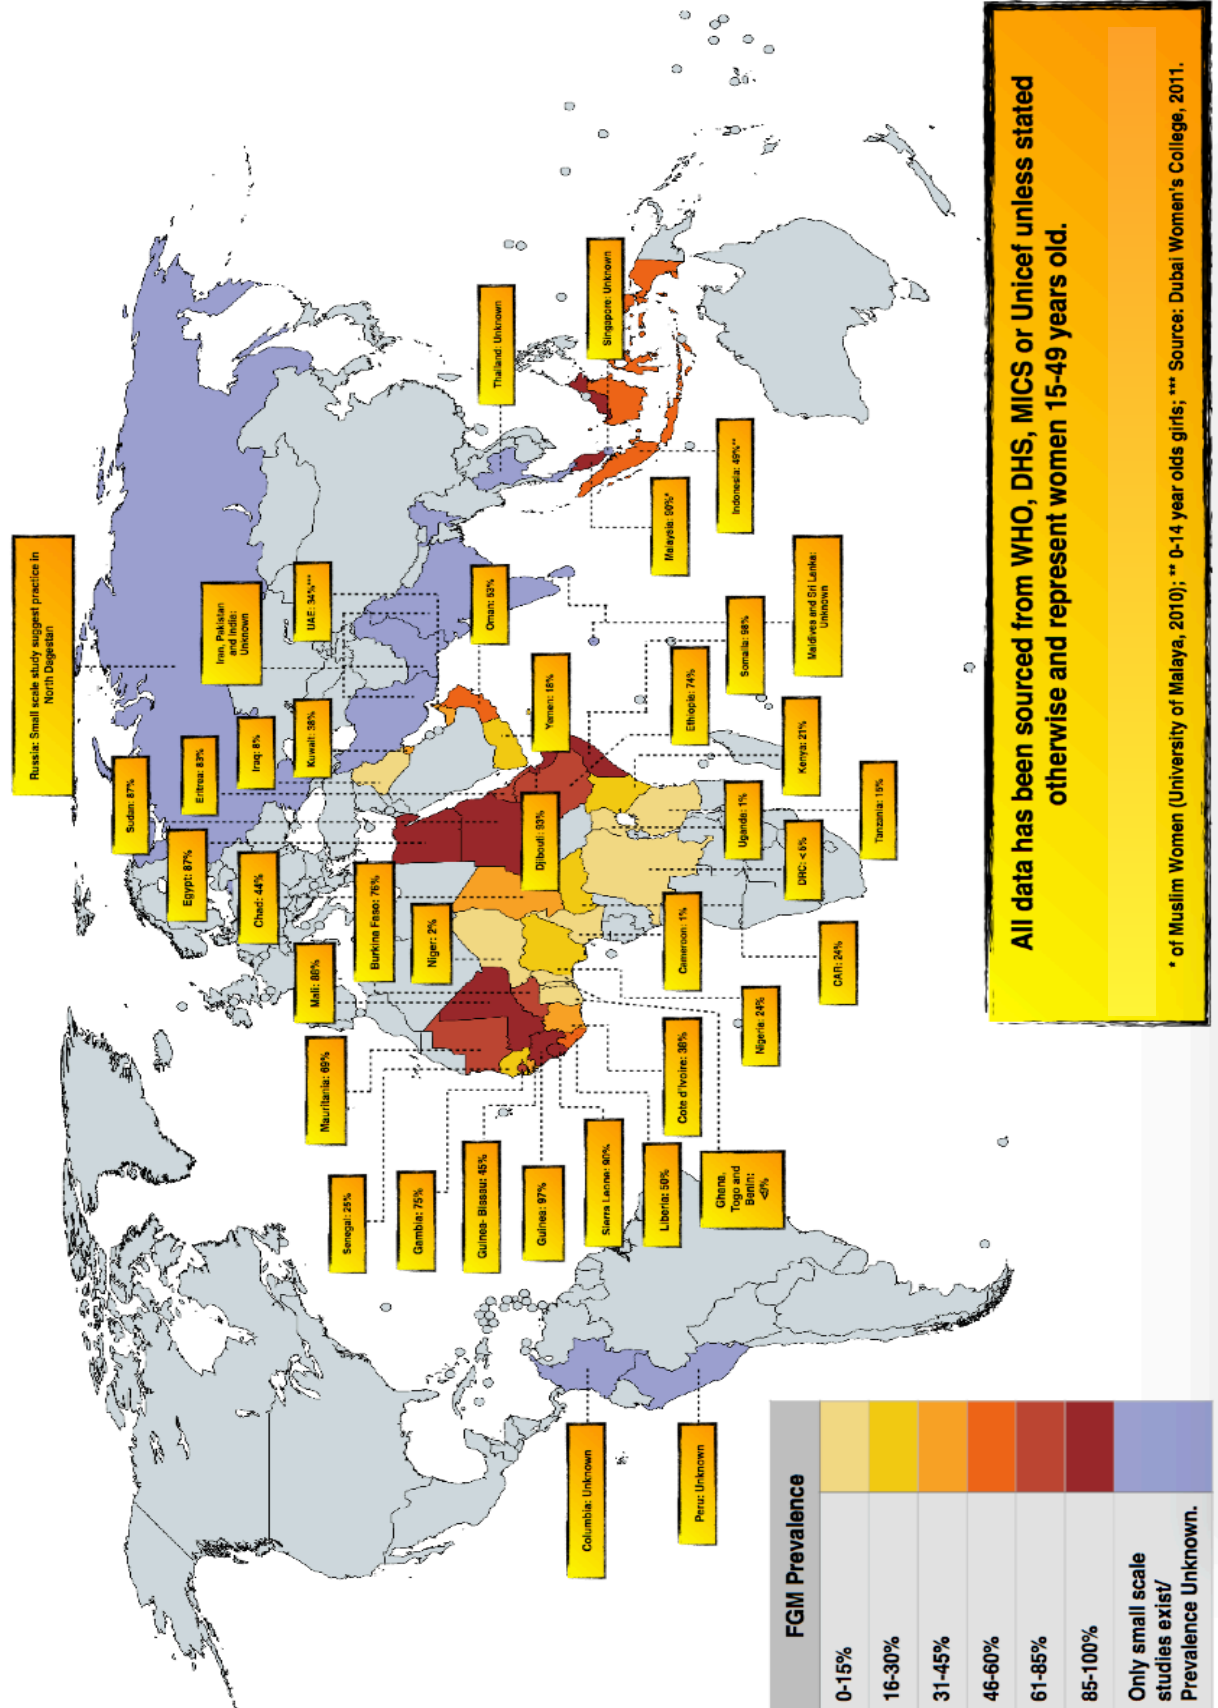 Russia: Small scale study suggest practice in
North Dagestan
Sudan: 87%
Eritrea: 83%
Iraq: 8%
Kuwait: 38%
Iran, Pakistan
and India:
Unknown
UAE: 34%***
Egypt: 87%
Chad: 44%
Mali: 88%
Burkina Faso: 76%
Niger: 2%
Mauritania: 69%
Senegal: 25%
Gambia: 75%
Guinea- Bissau: 45%
Guinea: 97%
Sierra Leone: 90%
Liberia: 50%
Ghana,
Togo and
Benin:
Cote d'Ivoire: 38%
Nigeria: 24%
Cameroon: 1%
CAR: 24%
DRC: <5%
Uganda: 1%
Tanzania: 15%
Kenya: 21%
Djibouti: 93%
Yemen: 18%
Ethiopia: 74%
Somalia: 98%
Oman: 53%
Maldives and Sri Lanka:
Unknown
Thailand: Unknown
Singapore: Unknown
Malaysia: 90%*
Indonesia: 49%**
Columbia: Unknown
Peru: Unknown
FGM Prevalence
0-15%
16-30%
31-45%
46-60%
61-85%
85-100%
Only small scale
studies exist/
Prevalence Unknown.
All data has been sourced from WHO, DHS, MICS or Unicef unless stated
otherwise and represent women 15-49 years old.
* of Muslim Women (University of Malaya, 2010); ** 0-14 year olds girls; *** Source: Dubai Women's College, 2011.